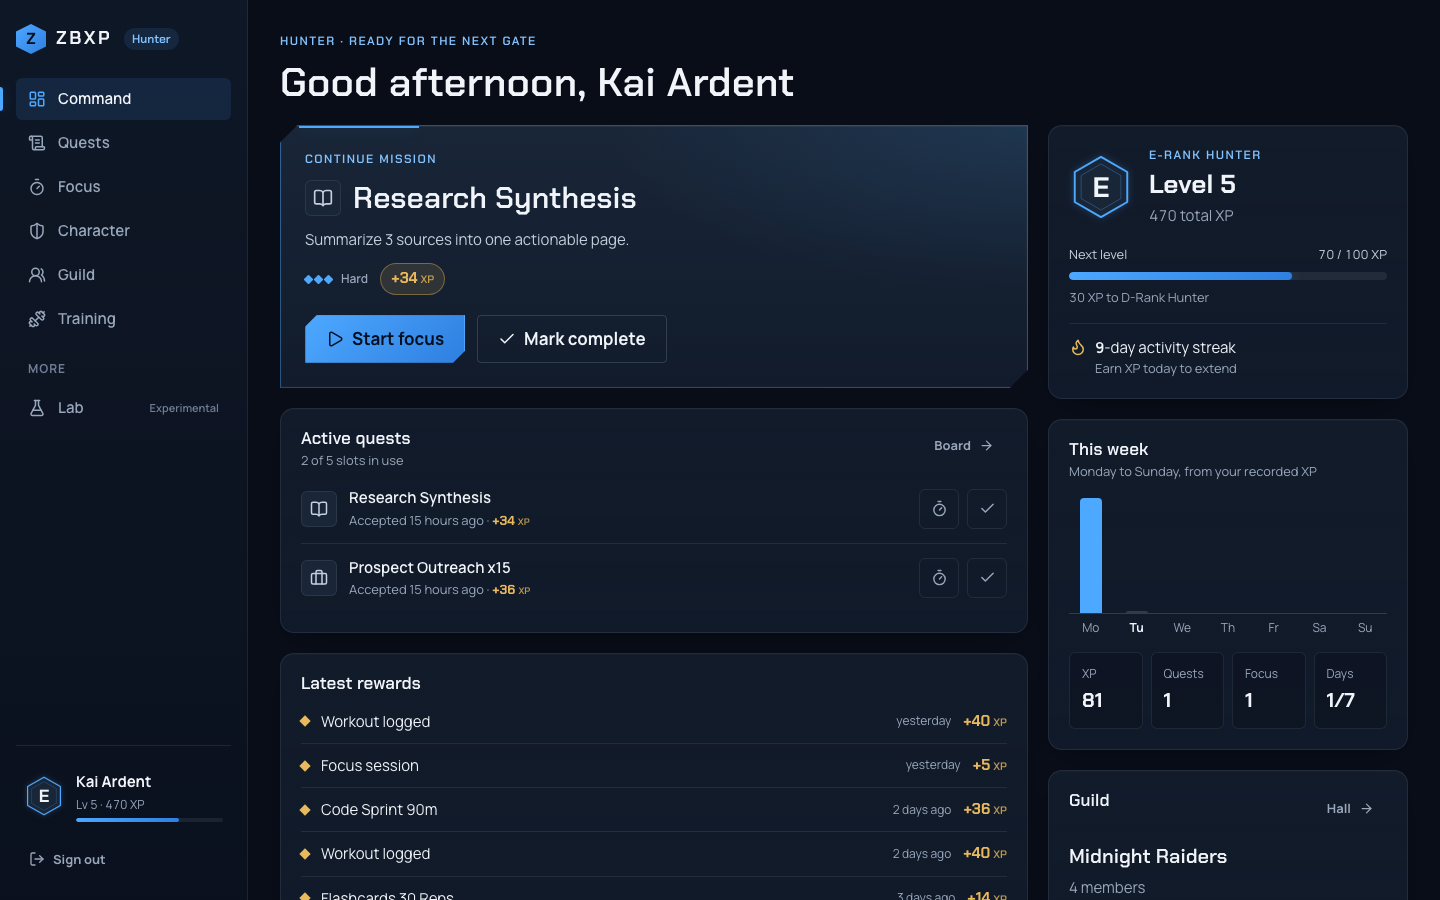 Z ZBXP Hunter
Command
Quests
Focus
Character
Guild
Training
MORE
Lab Experimental
E
Kai Ardent
Lv 5 · 470 XP
Sign out
HUNTER · READY FOR THE NEXT GATE
Good afternoon, Kai Ardent
CONTINUE MISSION
Research Synthesis
Summarize 3 sources into one actionable page.
Hard +34 XP
Start focus Mark complete
Active quests
2 of 5 slots in use
Board
Research Synthesis
Accepted 15 hours ago · +34 XP
Prospect Outreach x15
Accepted 15 hours ago · +36 XP
Latest rewards
Workout logged yesterday +40 XP
Focus session yesterday +5 XP
Code Sprint 90m 2 days ago +36 XP
Workout logged 2 days ago +40 XP
Flashcards 30 Reps 3 days ago +14 XP
E
E-RANK HUNTER
Level 5
470 total XP
Next level 70 / 100 XP
30 XP to D-Rank Hunter
9-day activity streak
Earn XP today to extend
This week
Monday to Sunday, from your recorded XP
Mo Tu We Th Fr Sa Su
XP Quests Focus Days
81 1 1 1/7
Guild
Hall
Midnight Raiders
4 members